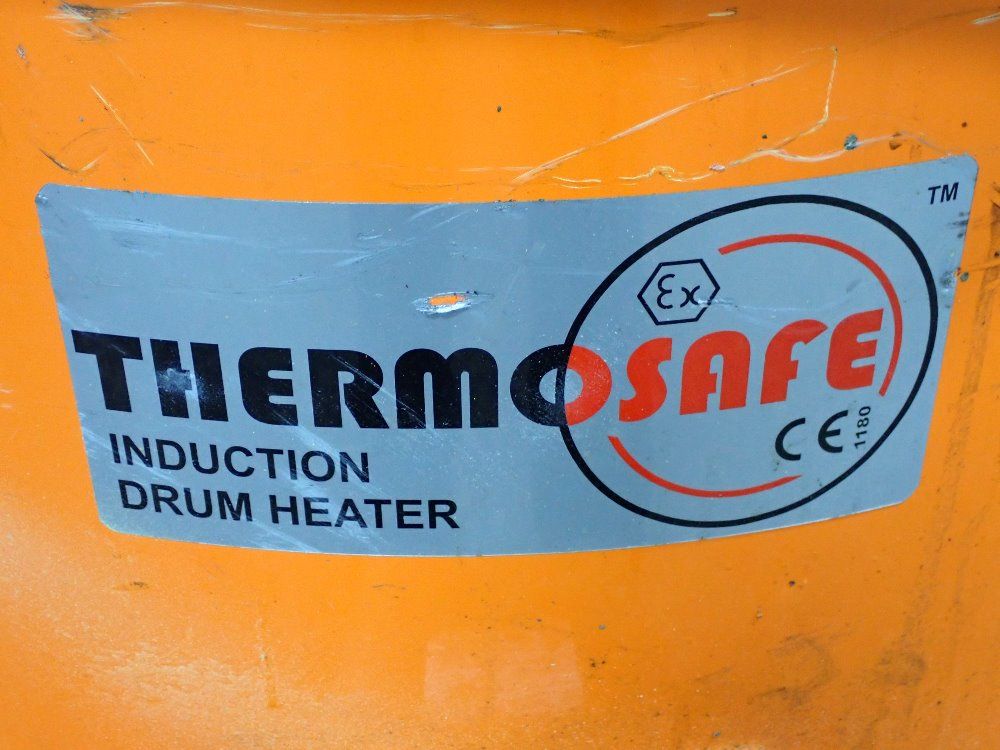 TM
Ex
THERMOSAFE
CE 1180
INDUCTION
DRUM HEATER